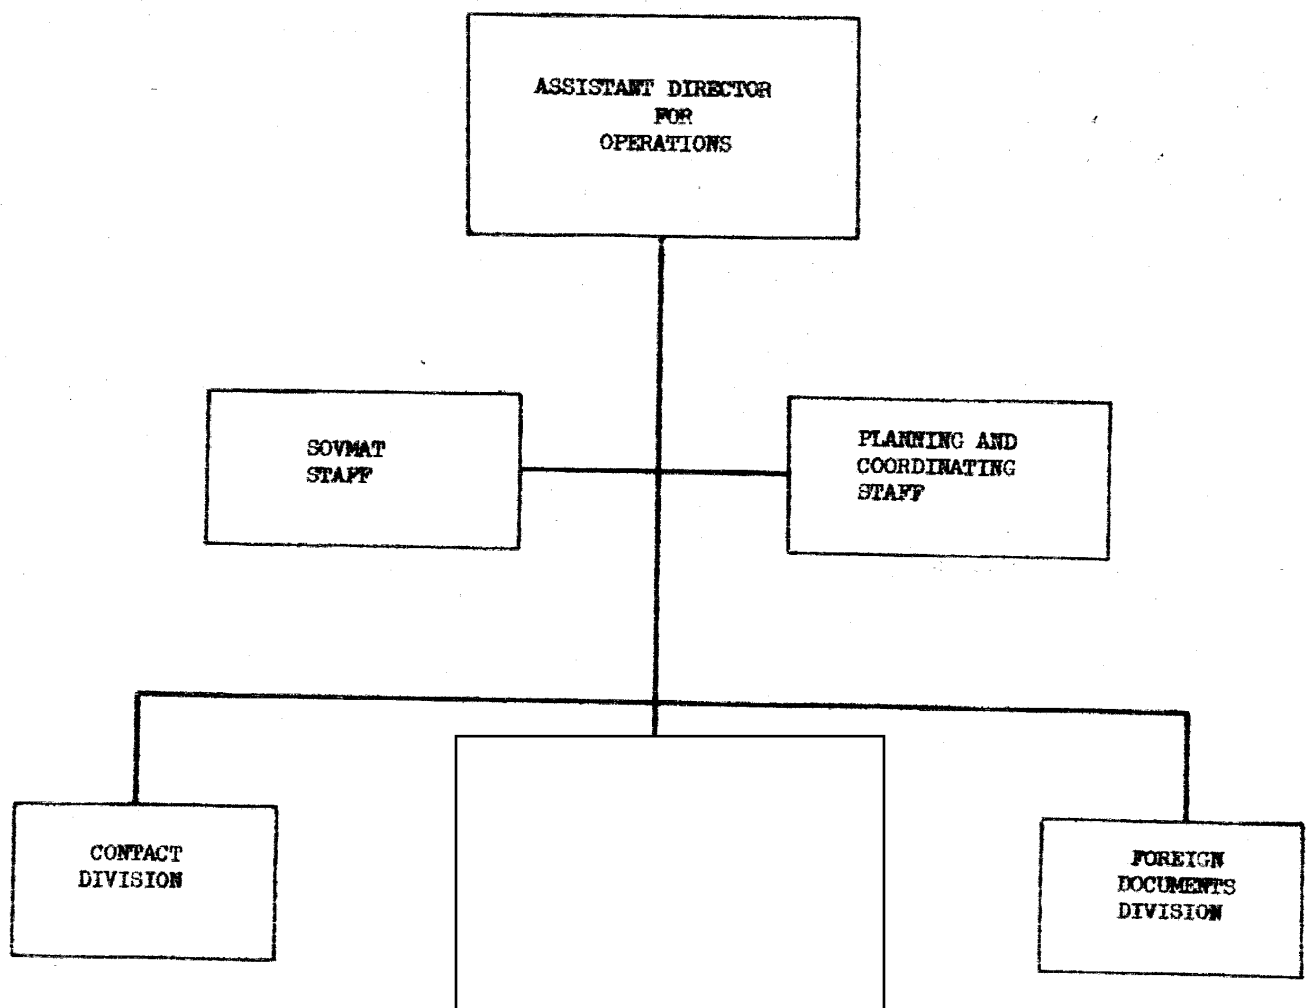 ASSISTANT DIRECTOR
FOR
OPERATIONS
SOVMAT
STAFF
PLANNING AND
COORDINATING
STAFF
CONTACT
DIVISION
FOREIGN
DOCUMENTS
DIVISION